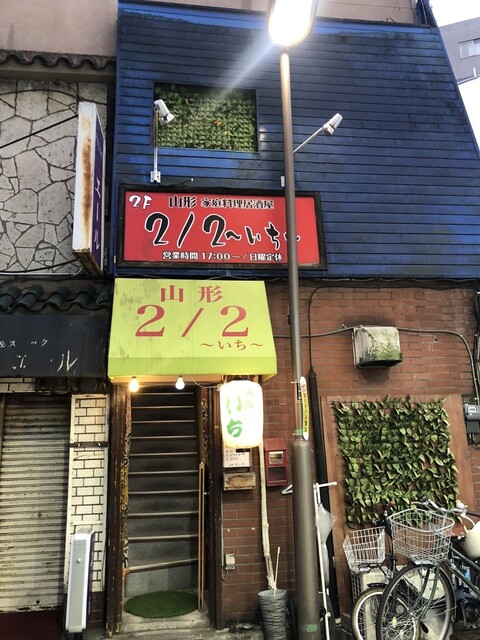 2F 山形 家庭料理居酒屋
2/2〜いち〜
営業時間 17:00〜/日曜定休
山形
2/2
〜いち〜
いち